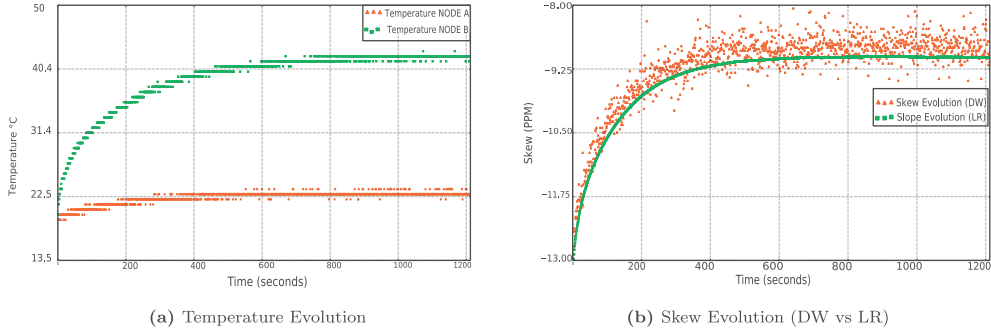 50
40,4
31.4
22.5
13,5
Temperature °C
Temperature NODE A
Temperature NODE B
200
400
600
800
1000
1200
Time (seconds)
(a) Temperature Evolution
−8.00
−9.25
−10.50
−11.75
−13.00
Skew (PPM)
Skew Evolution (DW)
Slope Evolution (LR)
200
400
600
800
1000
1200
Time (seconds)
(b) Skew Evolution (DW vs LR)